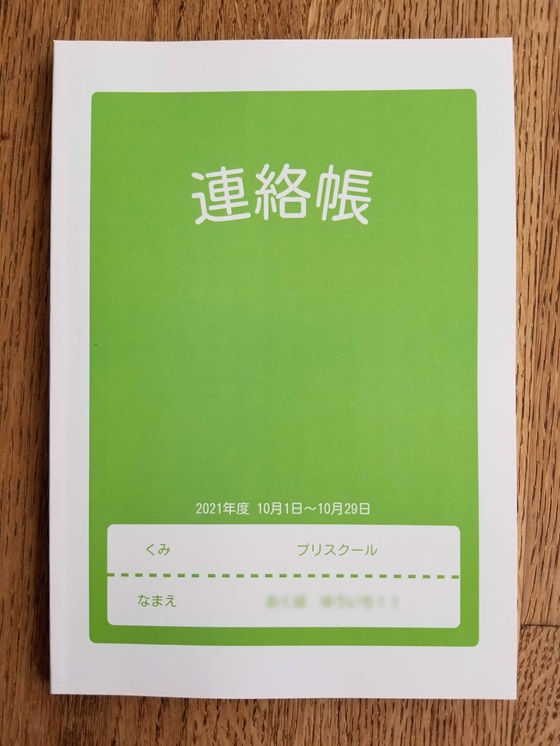 連絡帳
2021年度 10月1日～10月29日
くみ プリスクール
なまえ